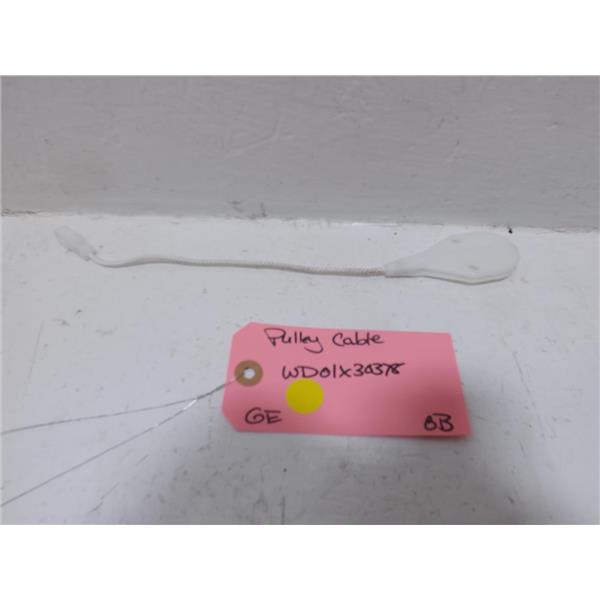 Pulley Cable
WD01X30378
GE
OB